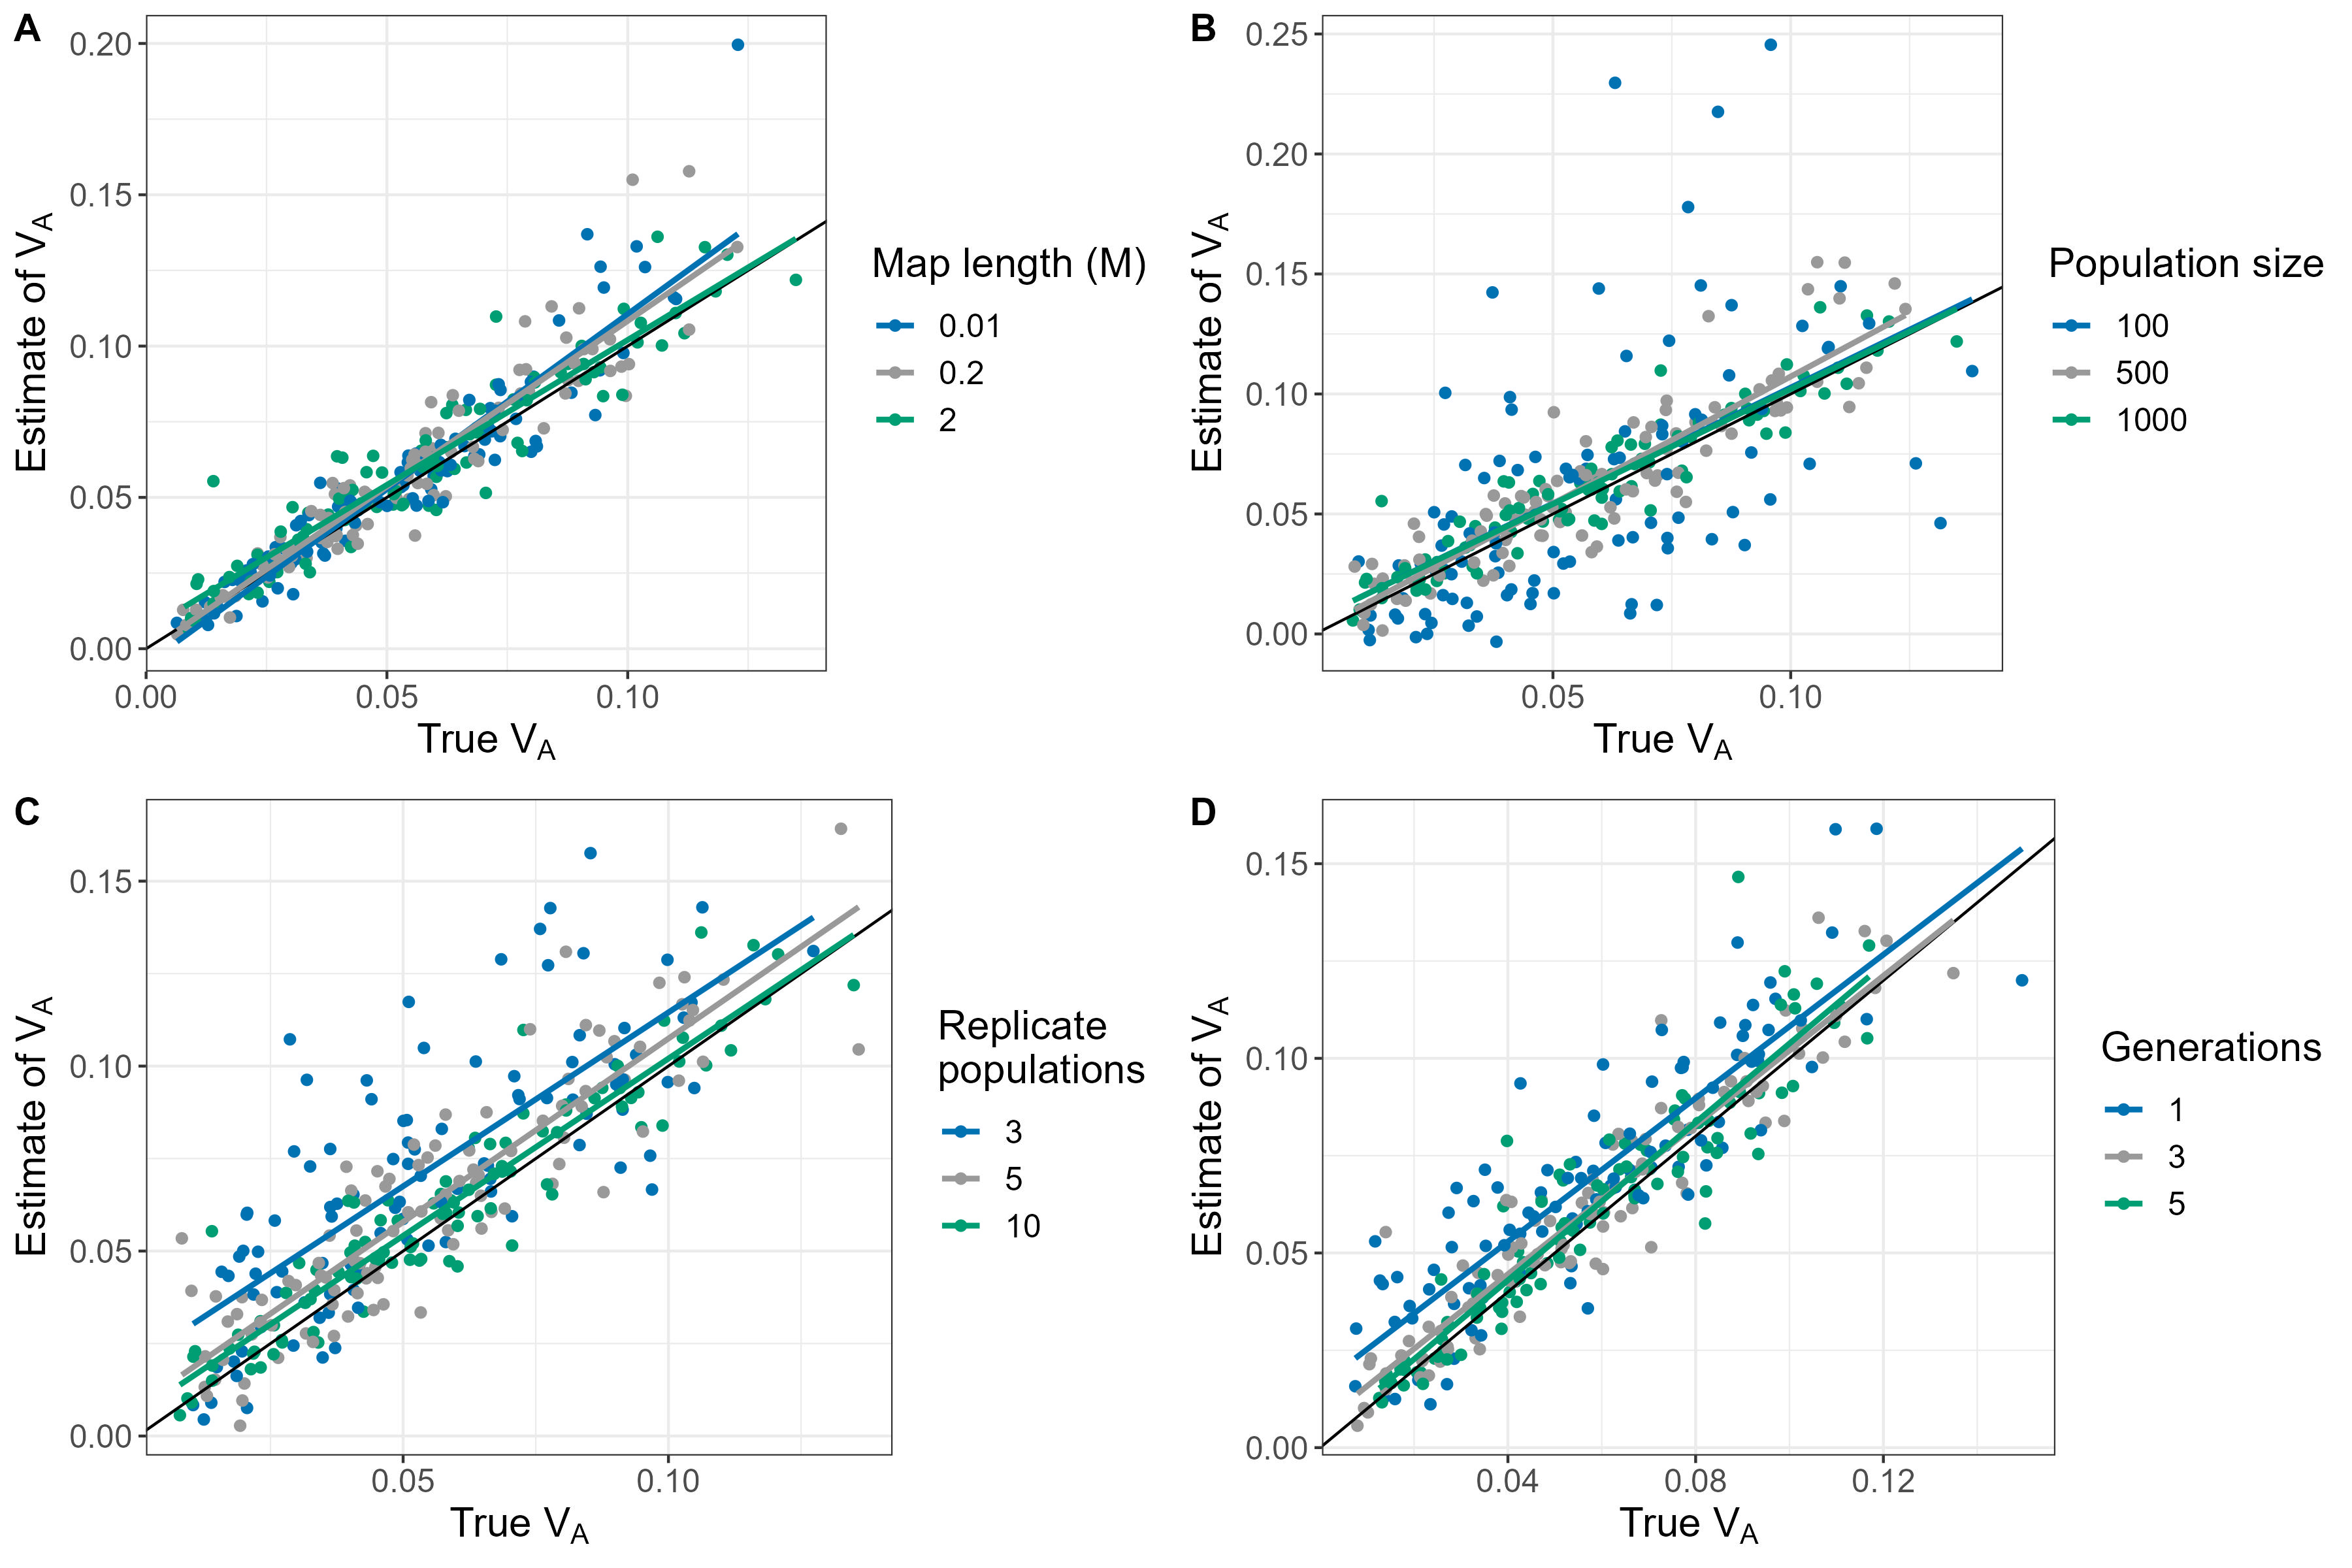 A
Estimate of VA
0.20
0.15
0.10
0.05
0.00
0.00 0.05 0.10
True VA
Map length (M)
0.01
0.2
2
B
Estimate of VA
0.25
0.20
0.15
0.10
0.05
0.00
0.05 0.10
True VA
Population size
100
500
1000
C
Estimate of VA
0.15
0.10
0.05
0.00
0.05 0.10
True VA
Replicate
populations
3
5
10
D
Estimate of VA
0.15
0.10
0.05
0.00
0.04 0.08 0.12
True VA
Generations
1
3
5